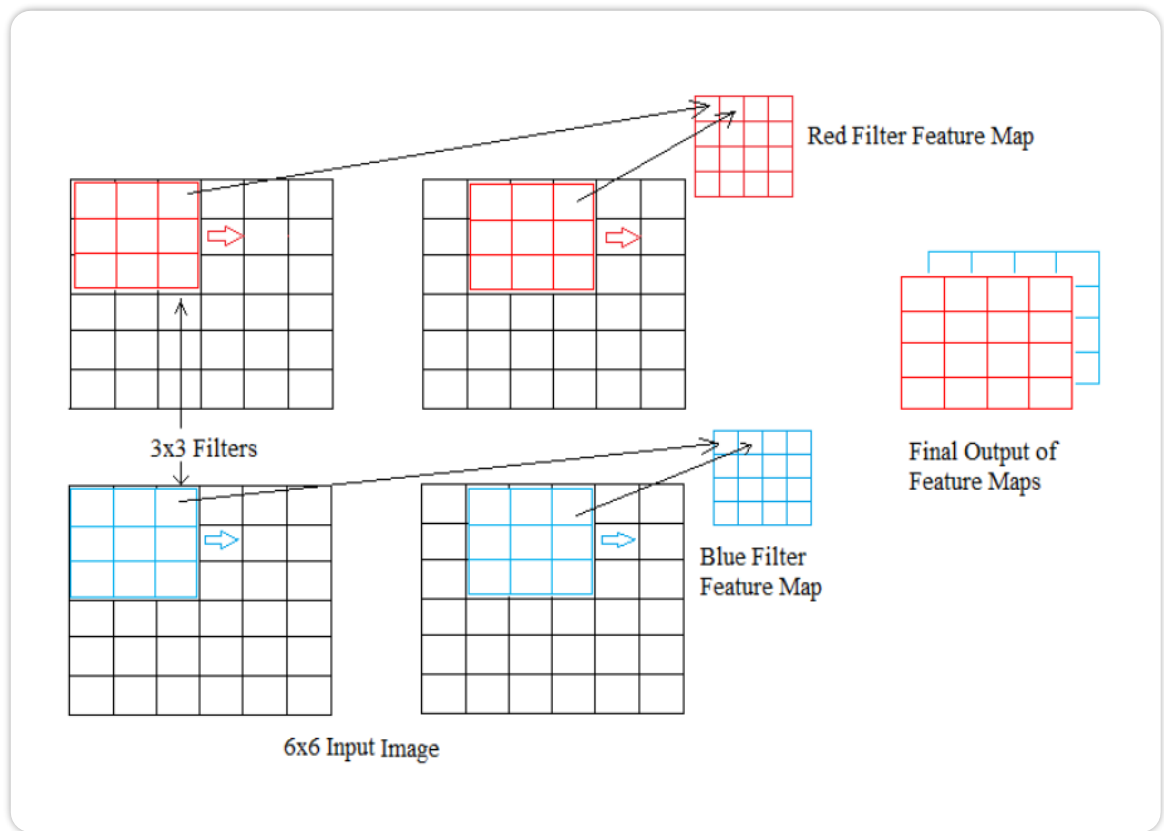 Red Filter Feature Map
3x3 Filters
Final Output of
Feature Maps
Blue Filter
Feature Map
6x6 Input Image